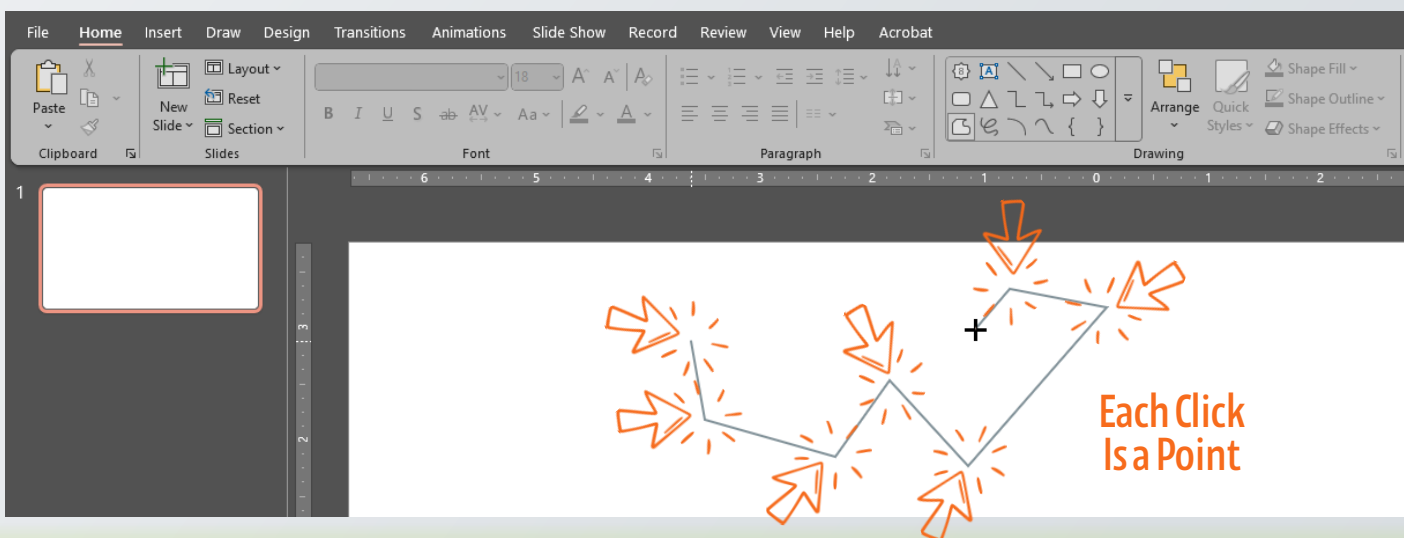 File Home Insert Draw Design Transitions Animations Slide Show Record Review View Help Acrobat
Paste
New
Slide
Layout
Reset
Section
18
A A A
B I U S ab AV Aa A
Shape Fill
Shape Outline
Shape Effects
Arrange
Quick
Styles
Clipboard Slides Font Paragraph Drawing
6 5 4 3 2 1 0 1 2
1
3
2
Each Click
Is a Point